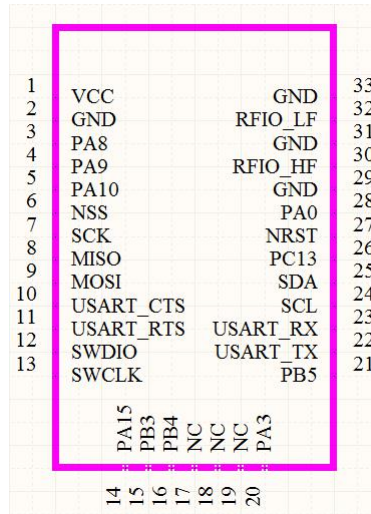 1 VCC GND 33
2 GND RFIO_LF 32
3 PA8 GND 31
4 PA9 RFIO_HF 30
5 PA10 GND 29
6 NSS PA0 28
7 SCK NRST 27
8 MISO PC13 26
9 MOSI SDA 25
10 USART_CTS SCL 24
11 USART_RTS USART_RX 23
12 SWDIO USART_TX 22
13 SWCLK PB5 21
PA15 PB3 PB4 NC NC NC PA3
14 15 16 17 18 19 20